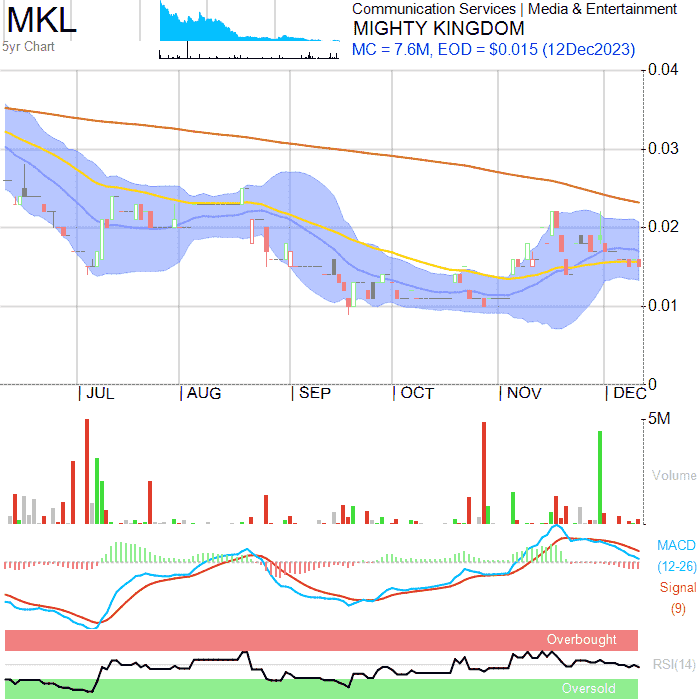 MKL
5yr Chart
Communication Services | Media & Entertainment
MIGHTY KINGDOM
MC = 7.6M, EOD = $0.015 (12Dec2023)
0.04
0.03
0.02
0.01
0
JUL AUG SEP OCT NOV DEC
5M
Volume
MACD
(12-26)
Signal
(9)
Overbought
RSI(14)
Oversold